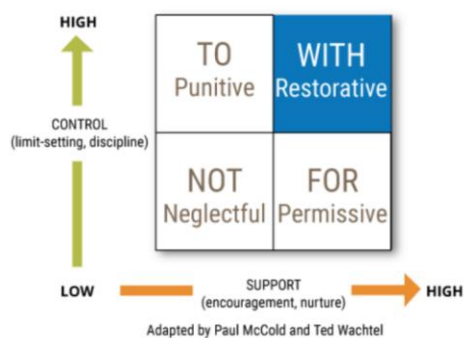 HIGH
TO
Punitive
WITH
Restorative
CONTROL
(limit-setting, discipline)
NOT
Neglectful
FOR
Permissive
LOW
SUPPORT
(encouragement, nurture)
HIGH
Adapted by Paul McCold and Ted Wachtel